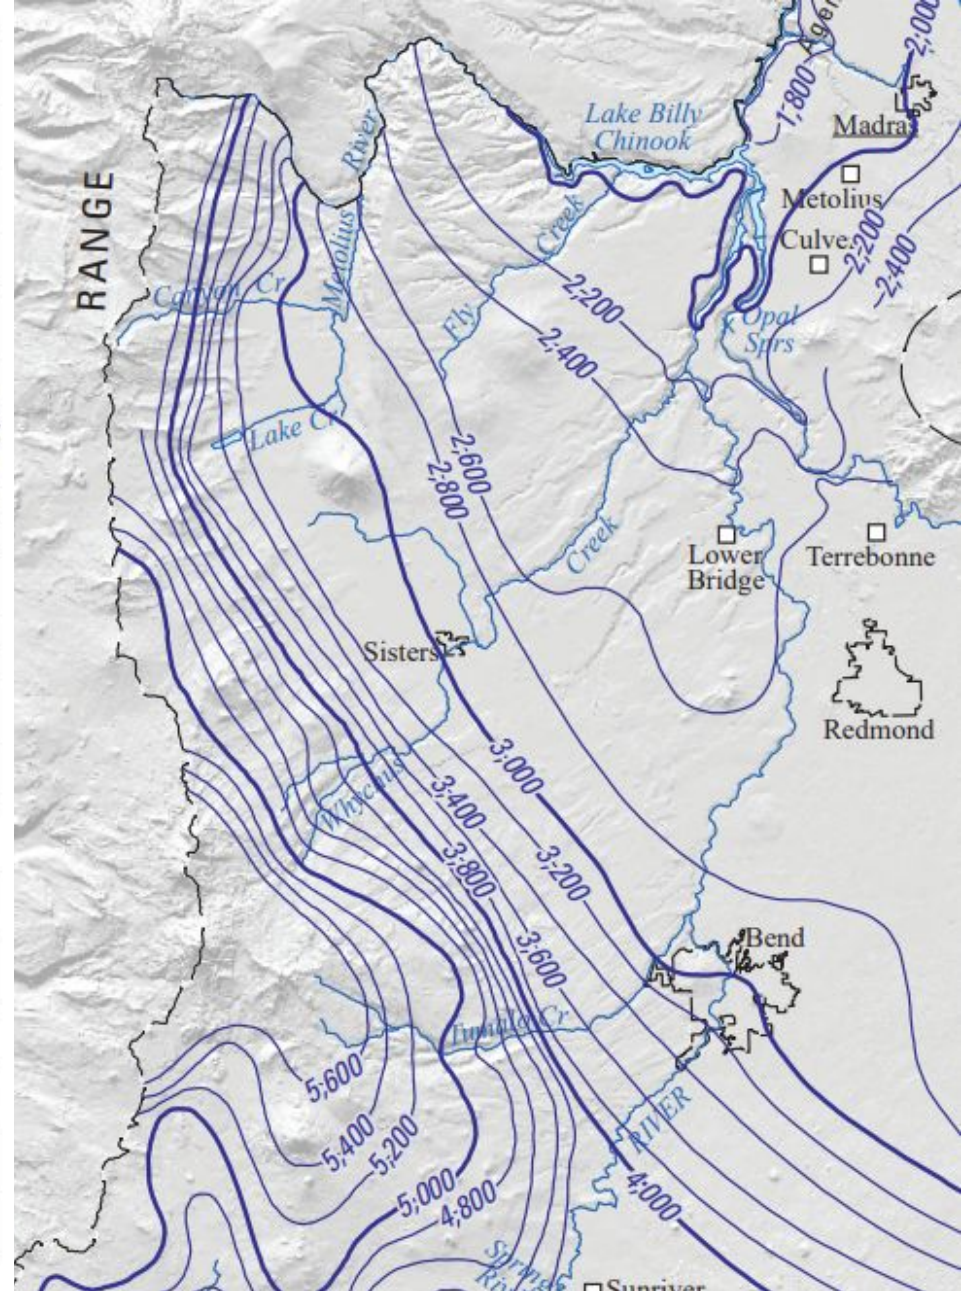 Lake Billy
Chinook
1,800
2,000
Madras
Metolius
Culve
2,200
2,400
RANGE
River
Metolius
Canyon Cr
Fly
Creek
2,200
2,400
Opal
Sprs
Lake Cr
2,600
2,800
Creek
Lower
Bridge
Terrebonne
Sisters
Redmond
3,000
Whychus
3,400
3,200
3,800
3,600
Bend
Tumalo Cr
5,600
5,400
5,200
5,000
4,800
RIVER
4,000
Spring
Riv
Sunriver